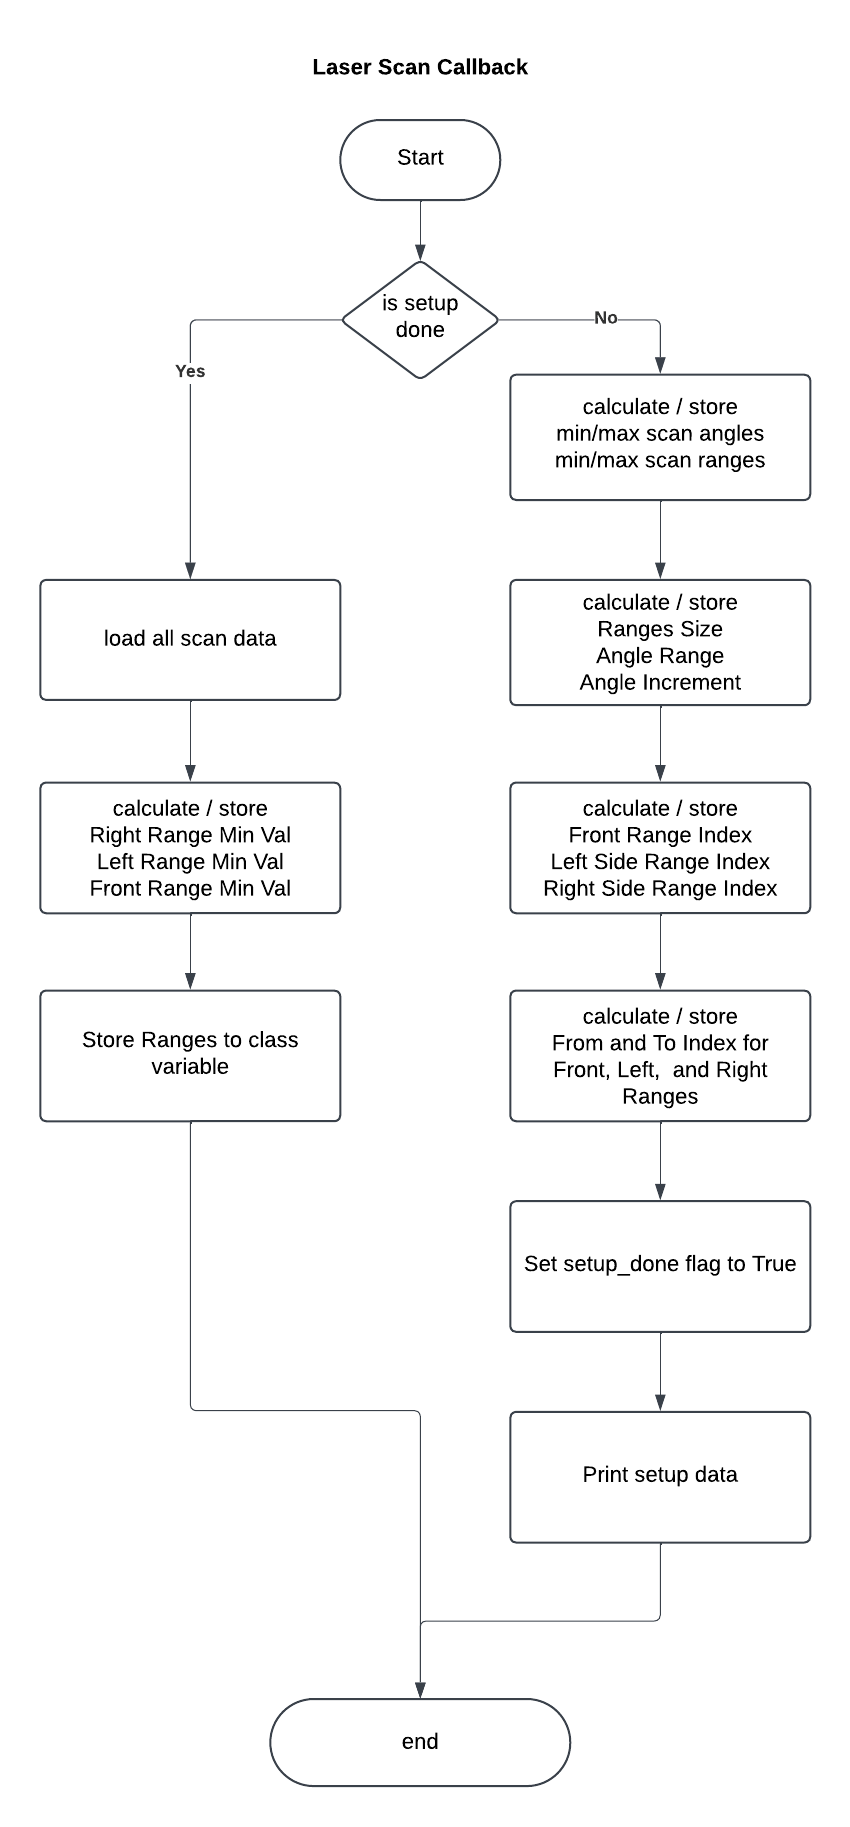 Laser Scan Callback
Start
is setup
done
Yes
No
load all scan data
calculate / store
Right Range Min Val
Left Range Min Val
Front Range Min Val
Store Ranges to class
variable
calculate / store
min/max scan angles
min/max scan ranges
calculate / store
Ranges Size
Angle Range
Angle Increment
calculate / store
Front Range Index
Left Side Range Index
Right Side Range Index
calculate / store
From and To Index for
Front, Left,  and Right
Ranges
Set setup_done flag to True
Print setup data
end